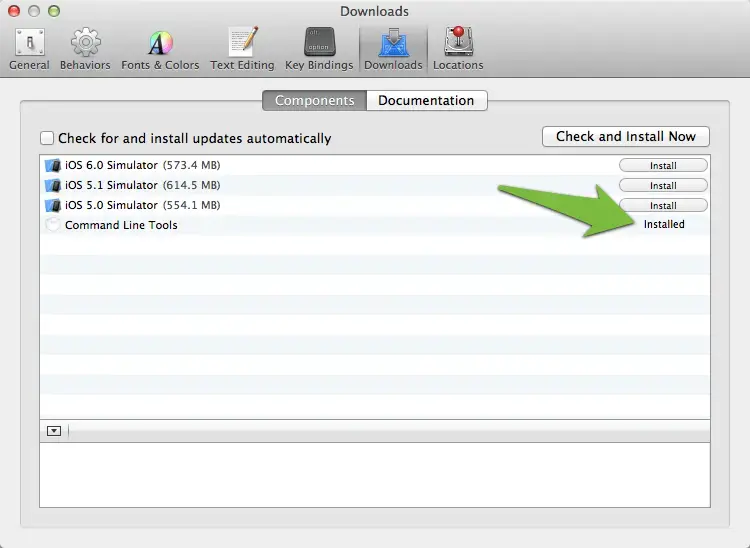 Downloads
General Behaviors Fonts & Colors Text Editing Key Bindings Downloads Locations
Components Documentation
Check for and install updates automatically Check and Install Now
iOS 6.0 Simulator (573.4 MB) Install
iOS 5.1 Simulator (614.5 MB) Install
iOS 5.0 Simulator (554.1 MB) Install
Command Line Tools Installed